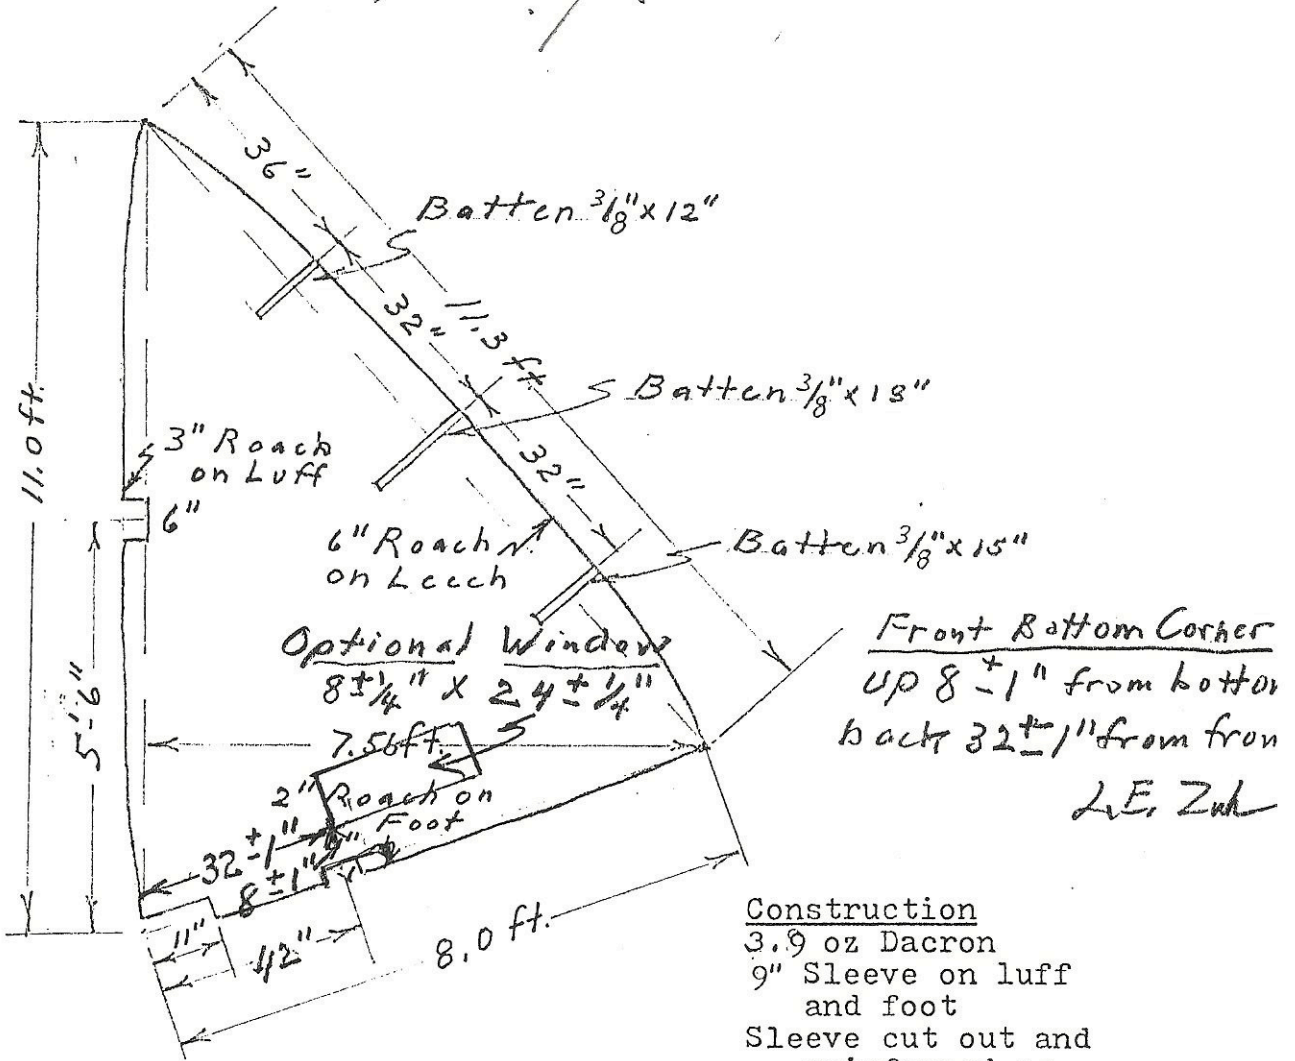 36"
Batten 3/8" x 12"
32"
11.3 ft
Batten 3/8" x 18"
11.0 ft.
3" Roach
on Luff
6"
32"
6" Roach
on Leech
Batten 3/8" x 15"
Optional Window
8 ± 1/4" x 24 ± 1/4"
Front Bottom Corner
up 8 ± 1" from
back 32 ± 1" from
L.E.
5'-6"
7.56 ft.
2" Roach on
Foot
32 ± 1"
8 ± 1"
11"
42"
8.0 ft.
Construction
3.9 oz Dacron
9" Sleeve on luff
and foot
Sleeve cut out and